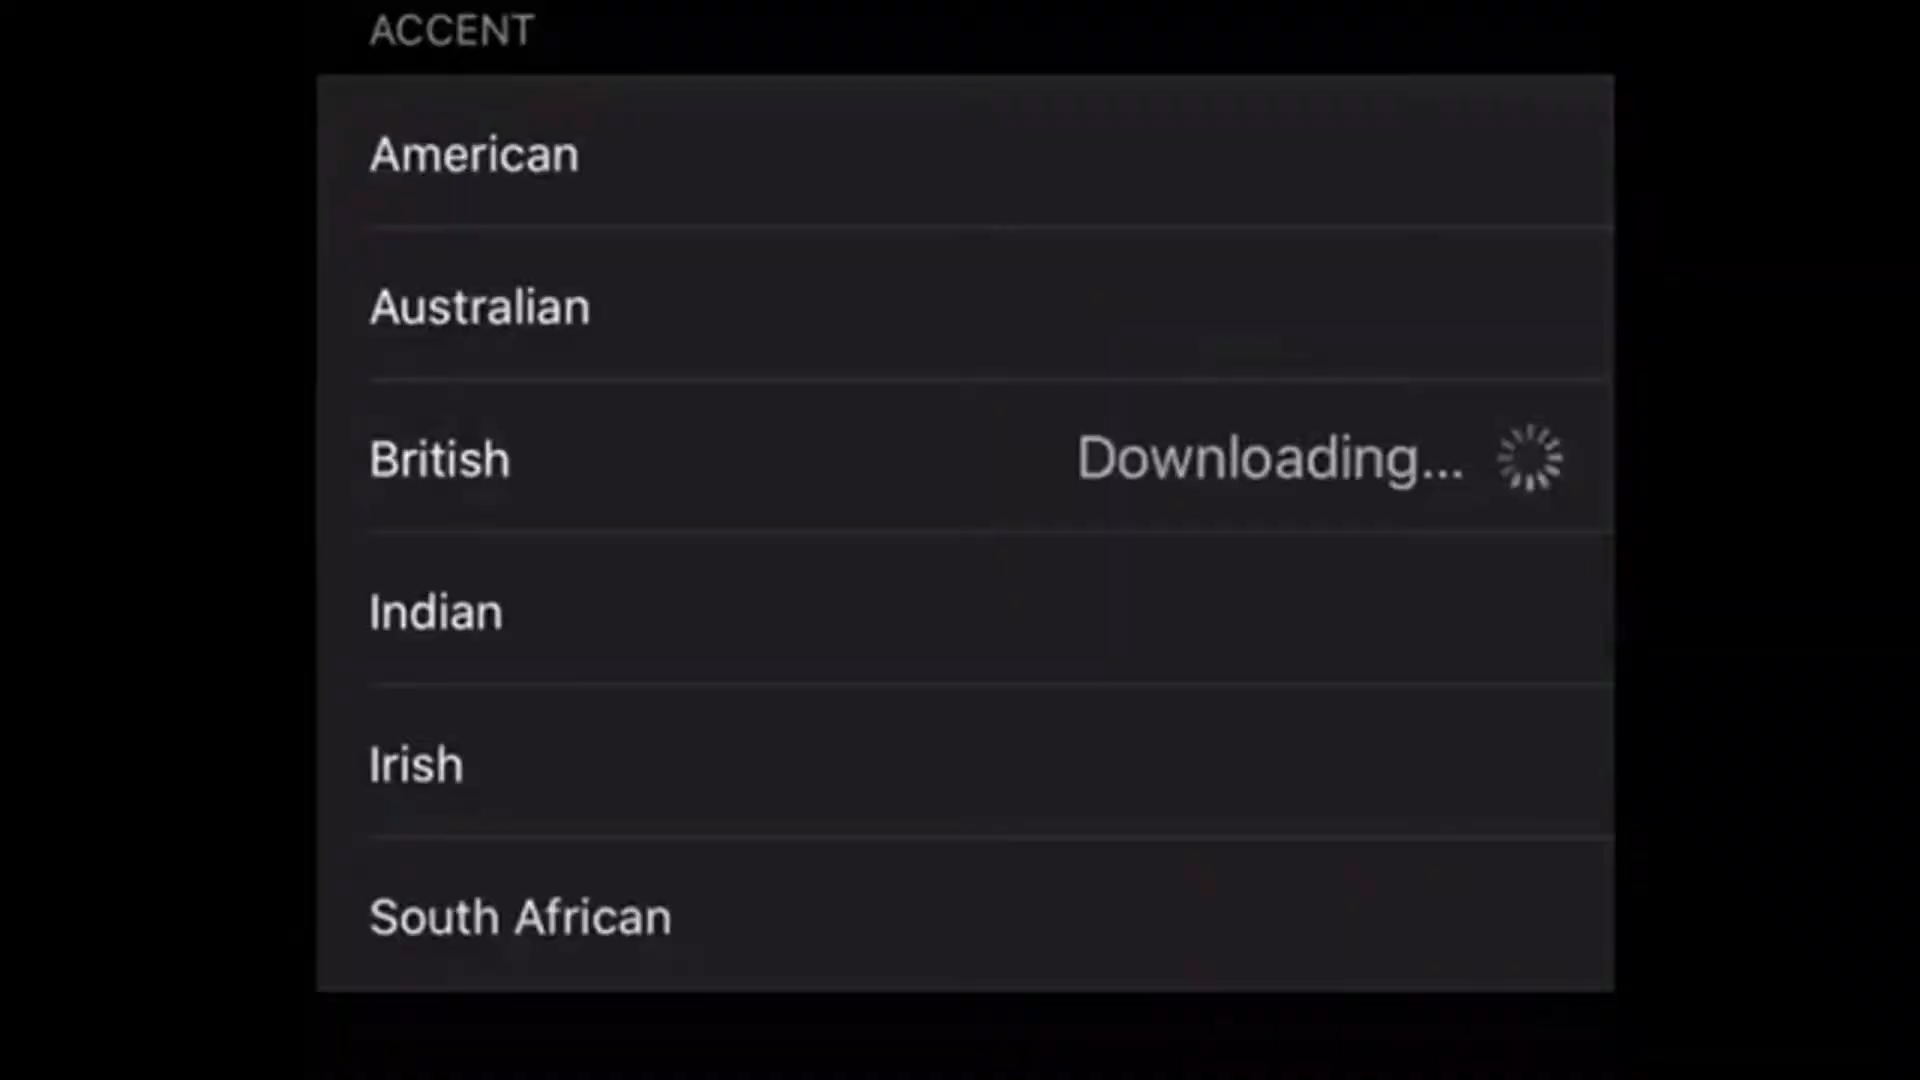 ACCENT
American
Australian
British Downloading...
Indian
Irish
South African